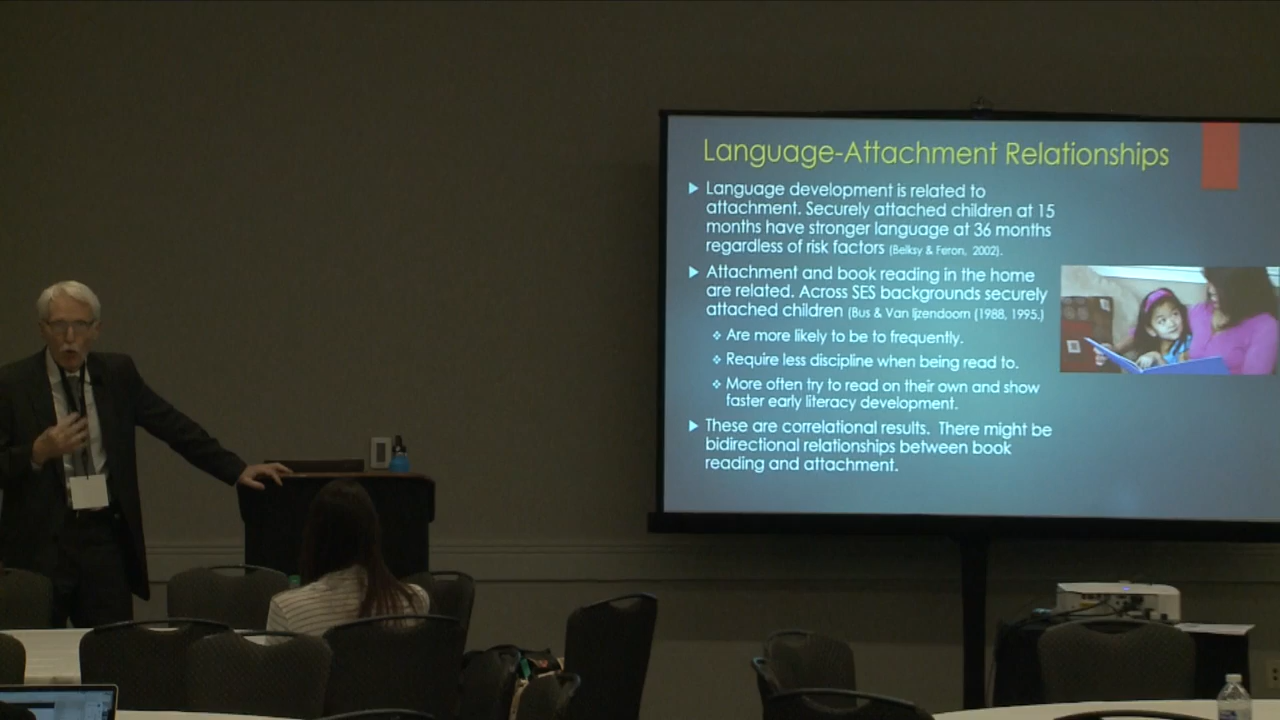 Language-Attachment Relationships
Language development is related to
attachment. Securely attached children at 15
months have stronger language at 36 months
regardless of risk factors (Belksy & Feron, 2002).
Attachment and book reading in the home
are related. Across SES backgrounds securely
attached children (Bus & Van Ijzendoorn (1988, 1995.)
Are more likely to be to frequently.
Require less discipline when being read to.
More often try to read on their own and show
faster early literacy development.
These are correlational results. There might be
bidirectional relationships between book
reading and attachment.